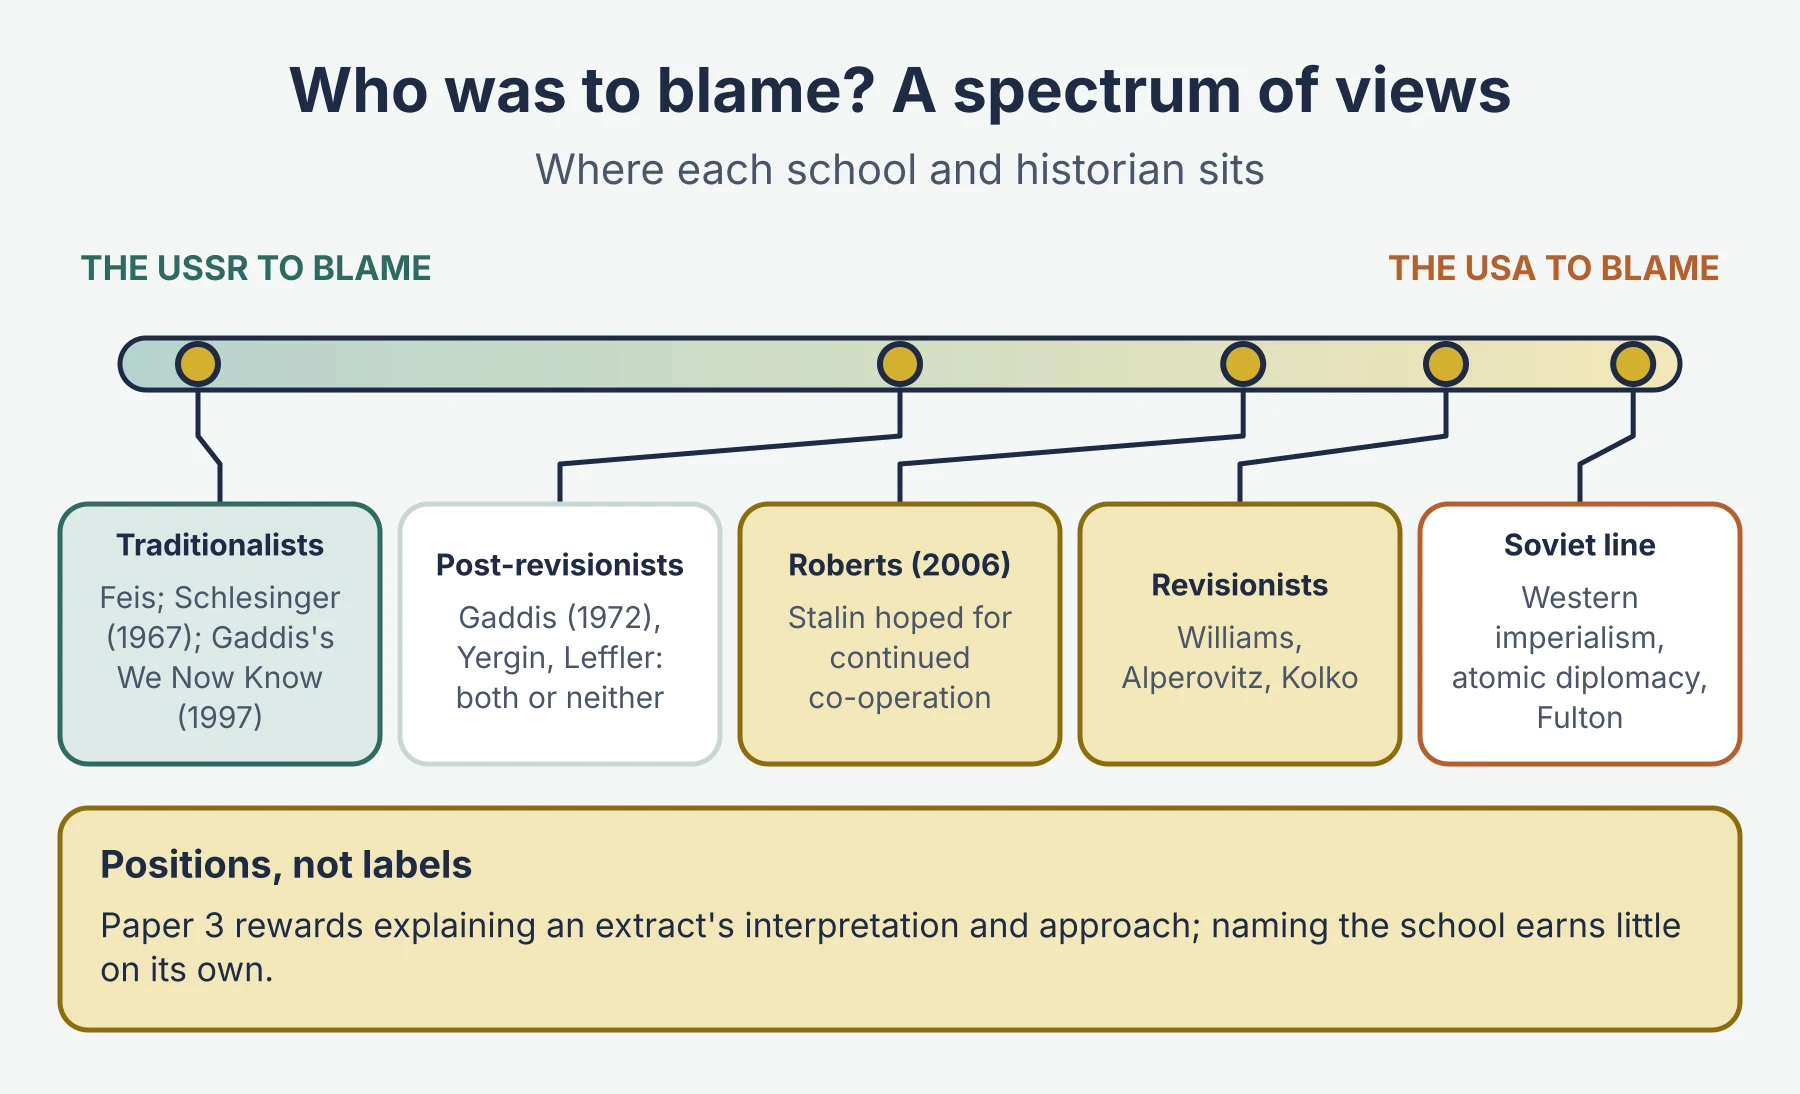 Who was to blame? A spectrum of views
Where each school and historian sits
THE USSR TO BLAME
THE USA TO BLAME
Traditionalists
Feis; Schlesinger
(1967); Gaddis's
We Now Know
(1997)
Post-revisionists
Gaddis (1972),
Yergin, Leffler:
both or neither
Roberts (2006)
Stalin hoped for
continued
co-operation
Revisionists
Williams,
Alperovitz, Kolko
Soviet line
Western
imperialism,
atomic diplomacy,
Fulton
Positions, not labels
Paper 3 rewards explaining an extract's interpretation and approach; naming the school earns little
on its own.